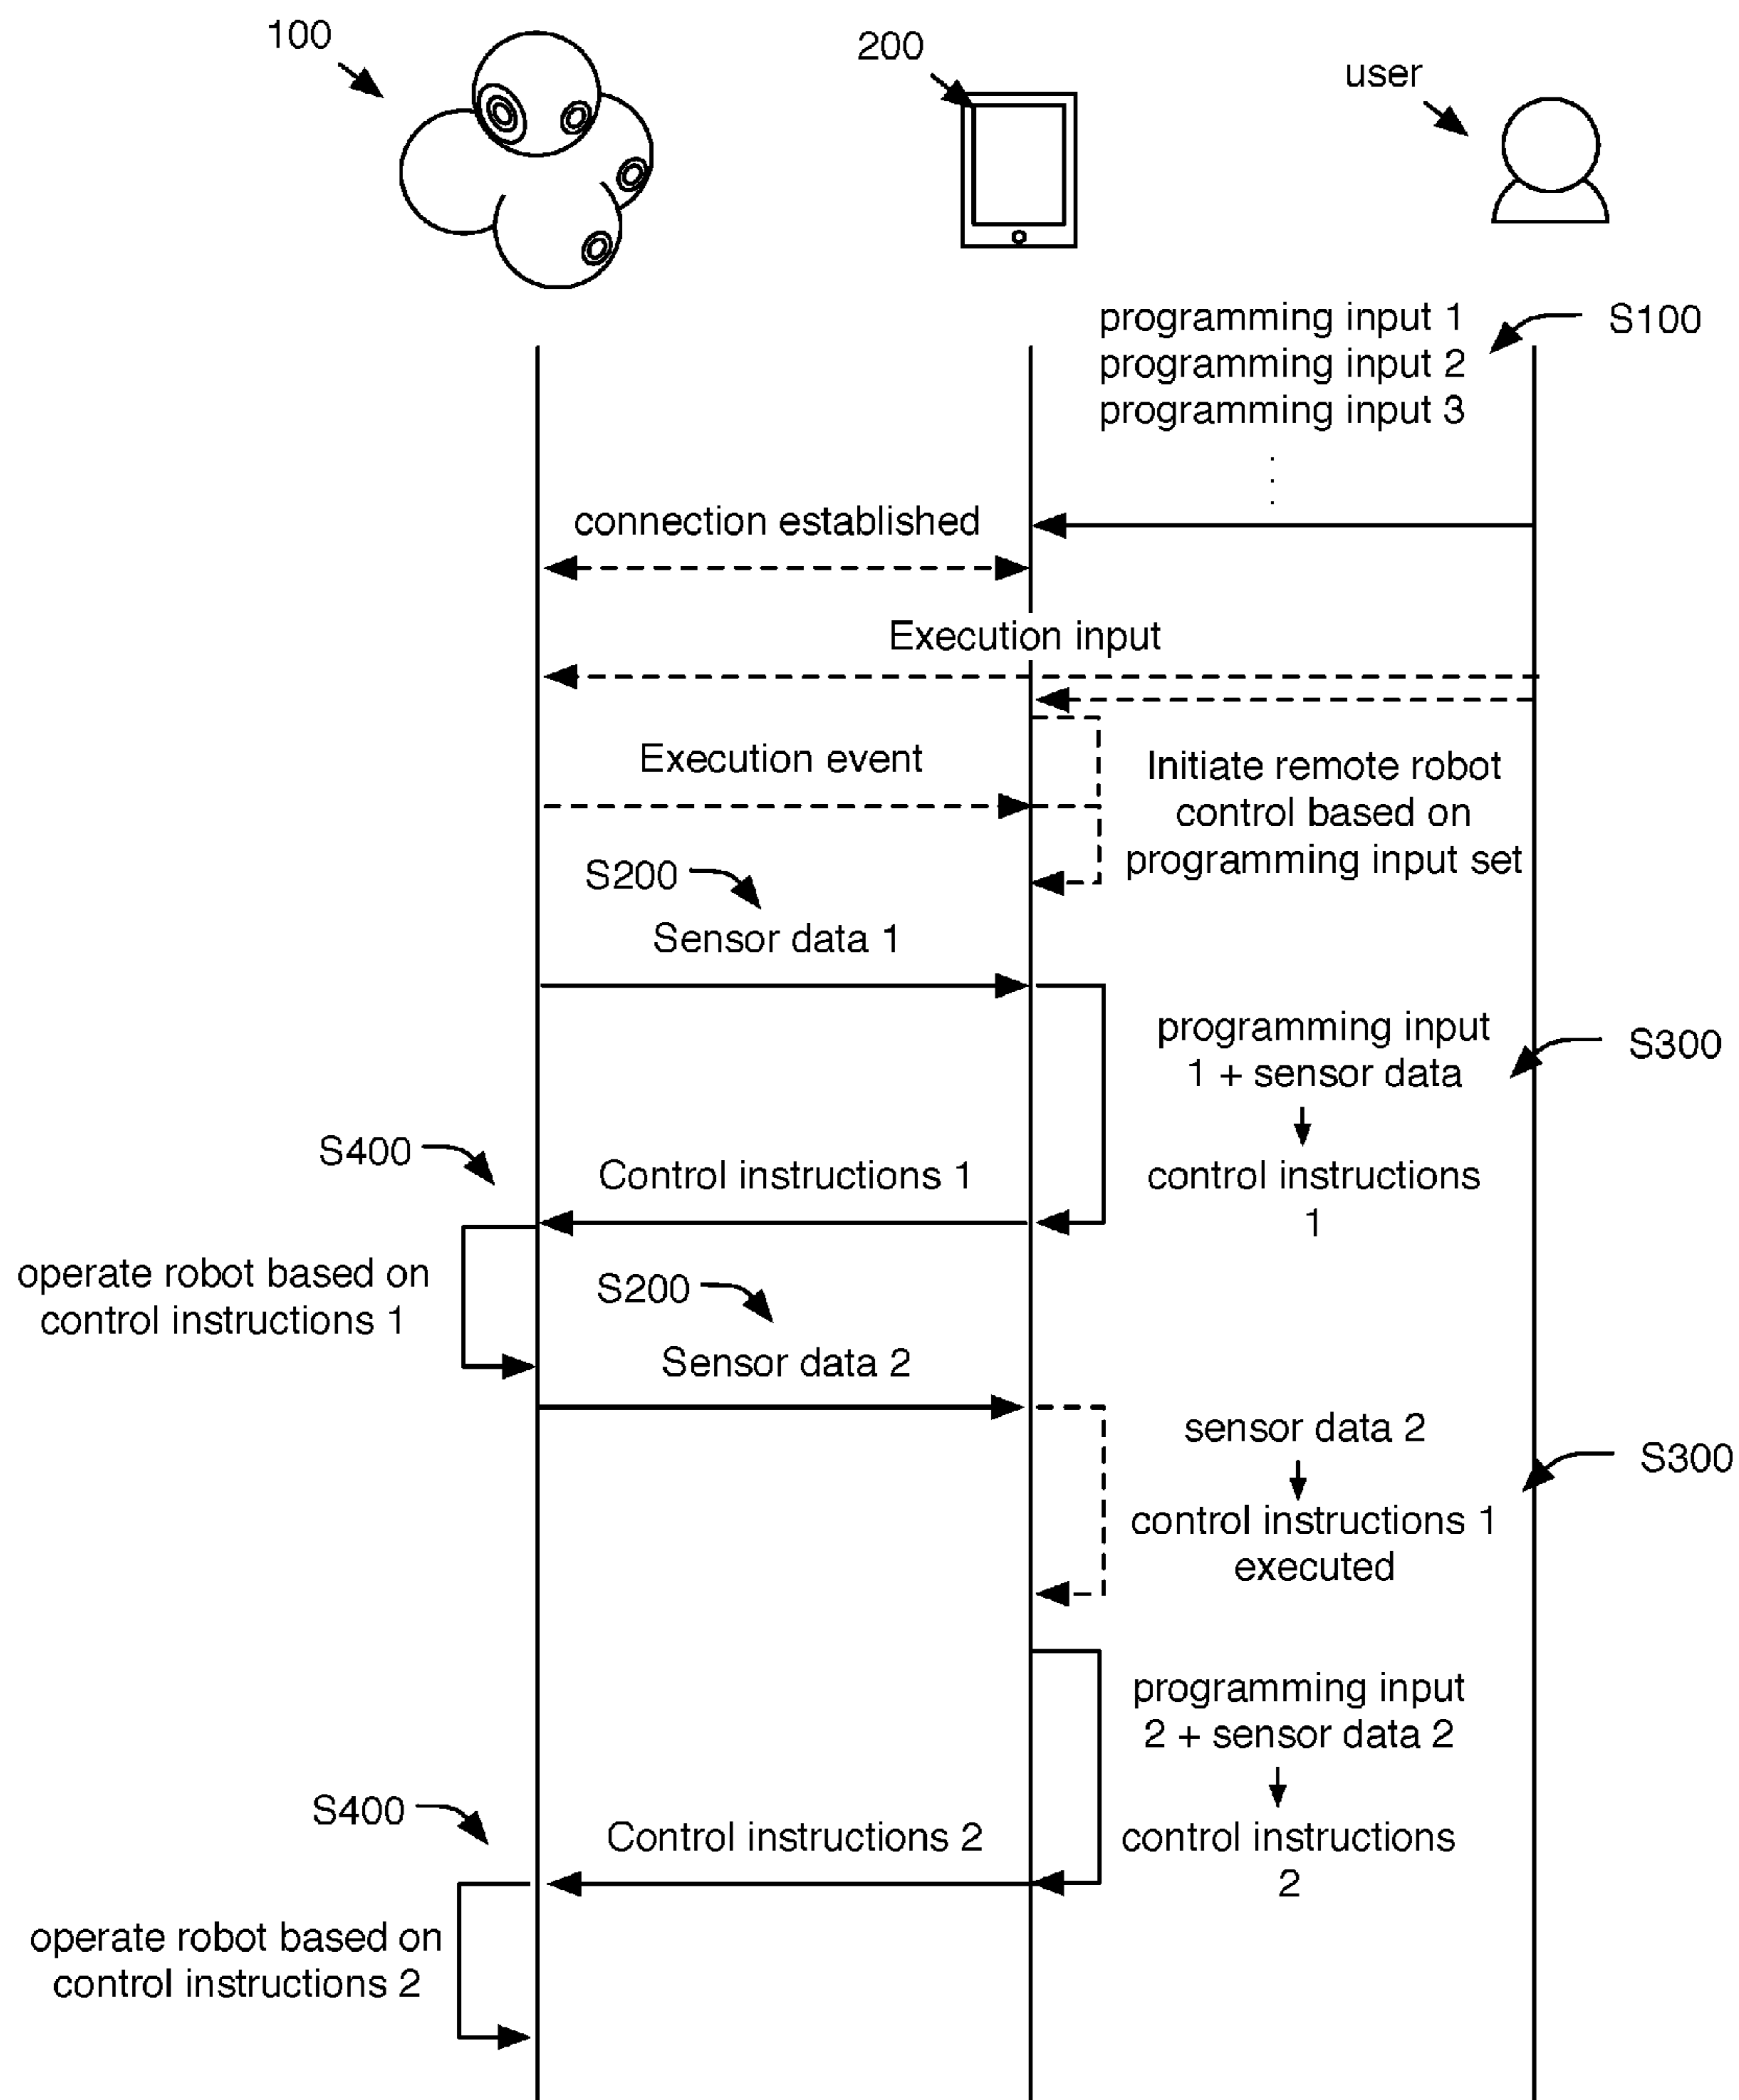 100
200
user
programming input 1
S100
programming input 2
programming input 3
connection established
Execution input
Execution event
Initiate remote robot
control based on
programming input set
S200
Sensor data 1
programming input
1 + sensor data
S300
S400
Control instructions 1
control instructions
1
operate robot based on
control instructions 1
S200
Sensor data 2
sensor data 2
S300
control instructions 1
executed
programming input
2 + sensor data 2
S400
Control instructions 2
control instructions
2
operate robot based on
control instructions 2